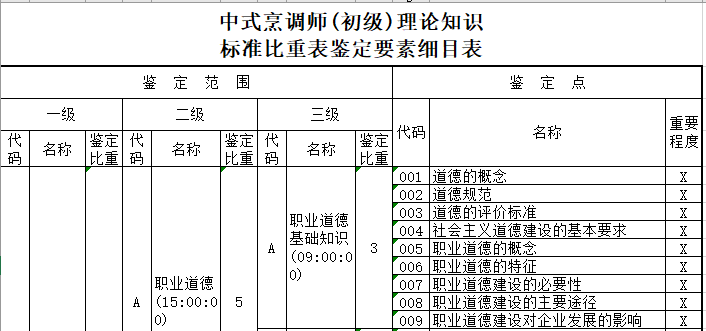 中式烹调师(初级)理论知识
标准比重表鉴定要素细目表
鉴 定 范 围
鉴 定 点
一级
二级
三级
代码
名称
重要程度
代码
名称
鉴定比重
代码
名称
鉴定比重
代码
名称
鉴定比重
A
职业道德
(15:00:0
0)
5
A
职业道德
基础知识
(09:00:0
0)
3
001 道德的概念 X
002 道德规范 X
003 道德的评价标准 X
004 社会主义道德建设的基本要求 X
005 职业道德的概念 X
006 职业道德的特征 X
007 职业道德建设的必要性 X
008 职业道德建设的主要途径 X
009 职业道德建设对企业发展的影响 X